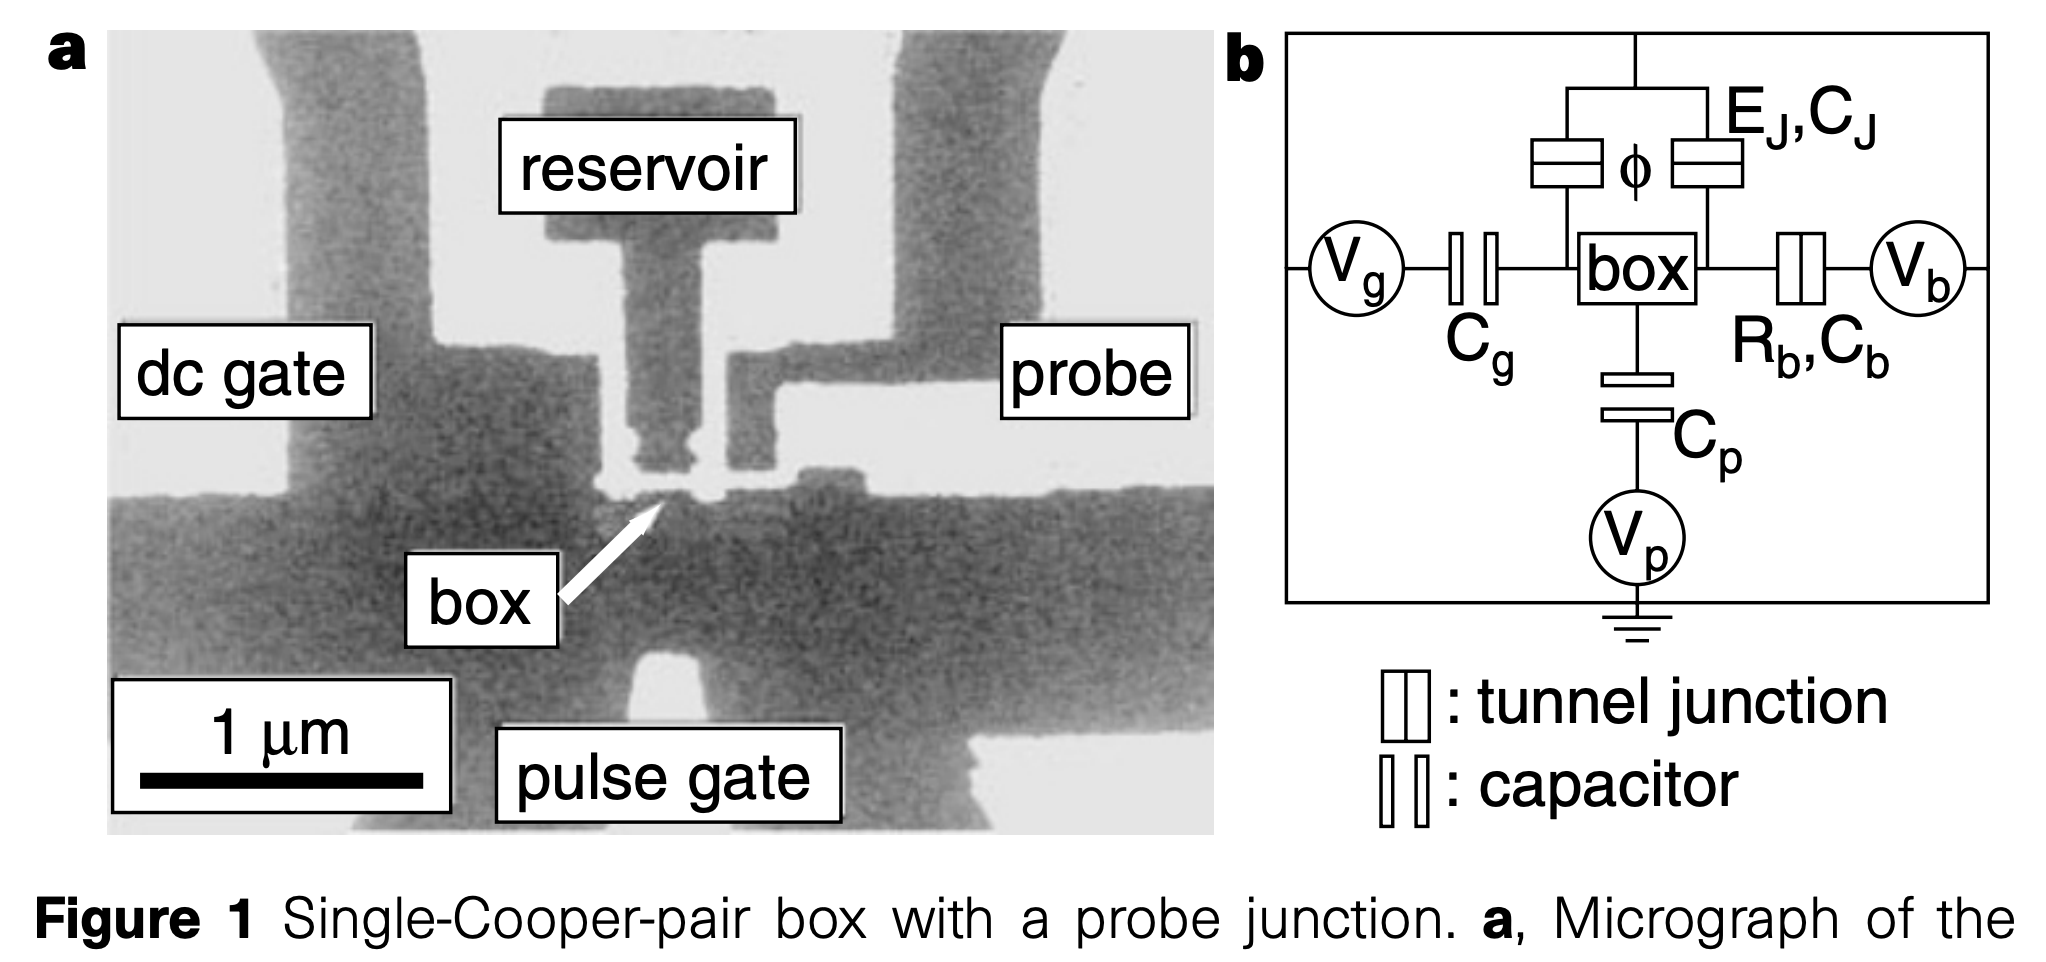 a
reservoir
dc gate
probe
box
1 μm
pulse gate
b
E_J,C_J
ϕ
V_g
box
V_b
C_g
R_b,C_b
C_p
V_p
: tunnel junction
: capacitor
Figure 1 Single-Cooper-pair box with a probe junction. a, Micrograph of the